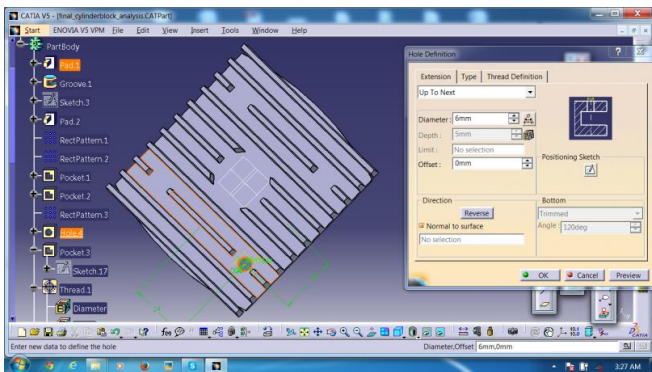 CATIA V5 - [final_cylinderblock_analysis.CATPart]
Start ENOVIA V5 VPM File Edit View Insert Tools Window Help
PartBody
Pad.1
Groove.1
Sketch.3
Pad.2
RectPattern.1
RectPattern.2
Pocket.1
Pocket.2
RectPattern.3
Hole.4
Pocket.3
Sketch.17
Thread.1
Diameter
Hole Definition
Extension Type Thread Definition
Up To Next
Diameter : 6mm
Depth : 5mm
Limit : No selection
Offset : 0mm
Positioning Sketch
Direction
Reverse
Normal to surface
No selection
Bottom
Trimmed
Angle : 120deg
OK Cancel Preview
Enter new data to define the hole
Diameter,Offset 6mm,0mm
3:27 AM